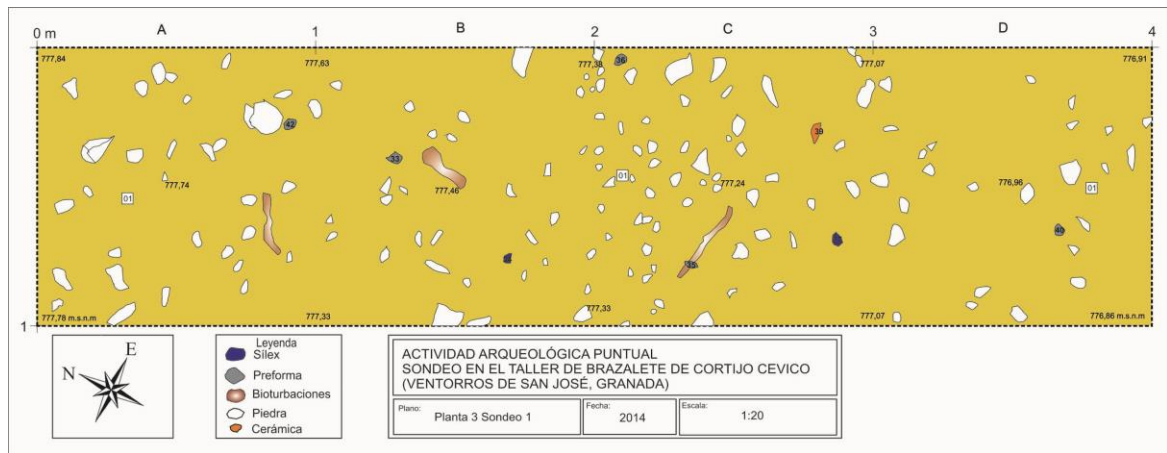 0 m A 1 B 2 C 3 D 4
777,84 777,63 777,38 36 777,07 776,91
42 39
33
777,74 777,46 01 777,24 776,96
01 01
40
35
777,33
1 777,78 m.s.n.m 777,33 777,07 776,86 m.s.n.m
N E
Leyenda
Sílex
Preforma
Bioturbaciones
Piedra
Cerámica
ACTIVIDAD ARQUEOLÓGICA PUNTUAL
SONDEO EN EL TALLER DE BRAZALETE DE CORTIJO CEVICO
(VENTORROS DE SAN JOSÉ, GRANADA)
Plano: Planta 3 Sondeo 1 Fecha: 2014 Escala: 1:20